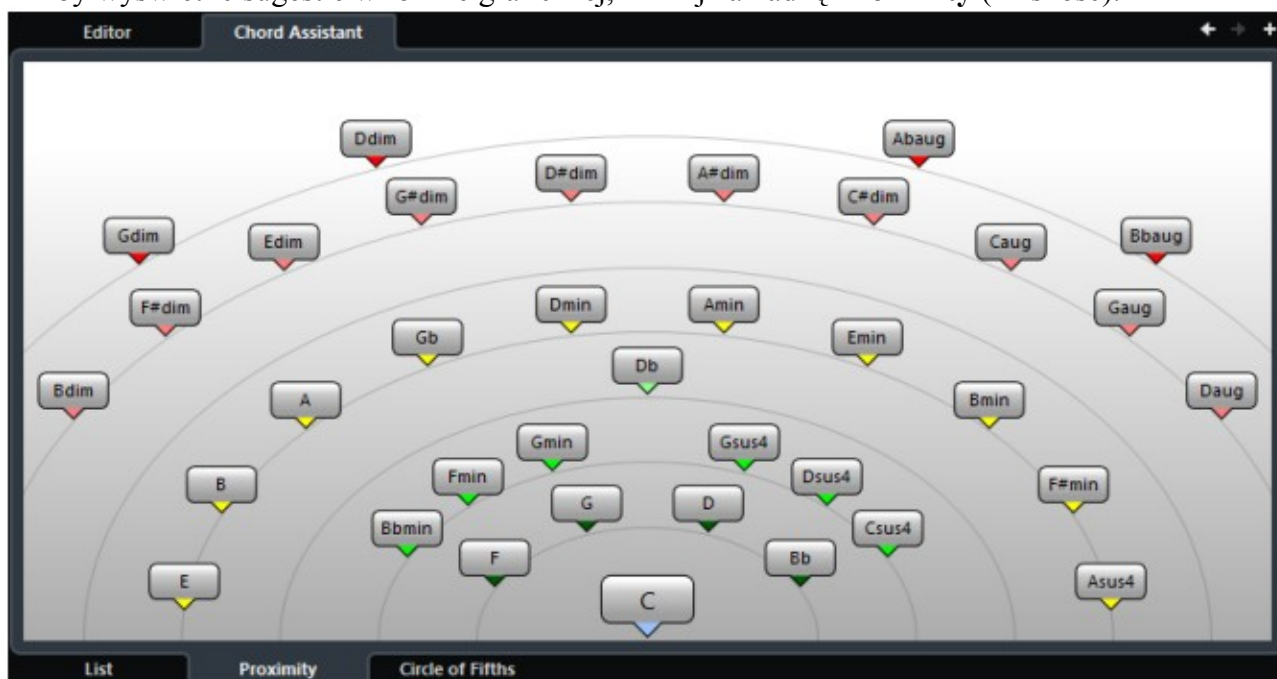 Editor Chord Assistant
Ddim Abaug
D#dim A#dim
G#dim C#dim
Gdim Edim Caug Bbaug
F#dim Dmin Amin Gaug
Gb Emin
Db
Bdim A Bmin Daug
Gmin Gsus4
B Fmin Dsus4 F#min
G D
Bbmin Csus4
F Bb
E Asus4
C
List Proximity Circle of Fifths